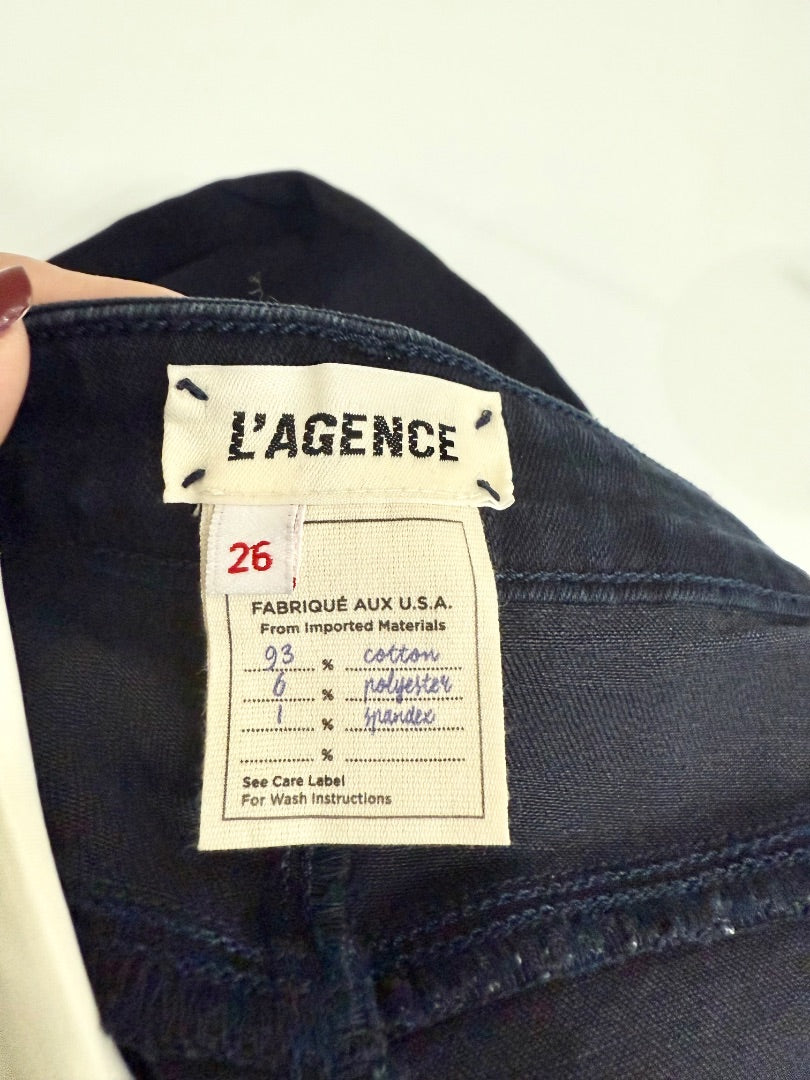 L'AGENCE
26
FABRIQUÉ AUX U.S.A.
From Imported Materials
93 % cotton
6 % polyester
1 % spandex
%
See Care Label
For Wash Instructions